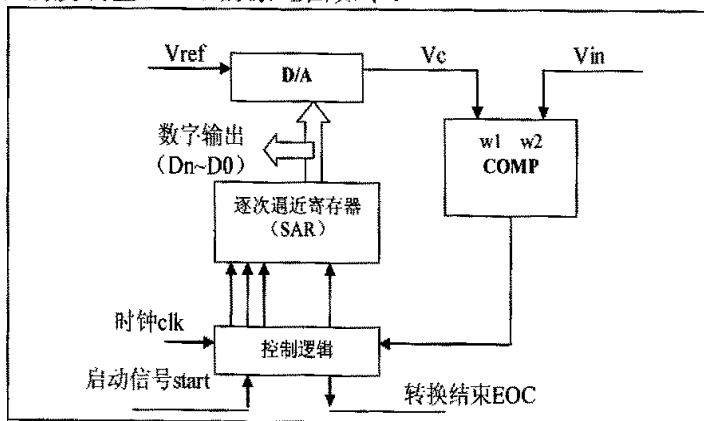 Vref
D/A
Vc
Vin
数字输出
(Dn~D0)
w1 w2
COMP
逐次逼近寄存器
(SAR)
时钟clk
控制逻辑
启动信号start
转换结束EOC